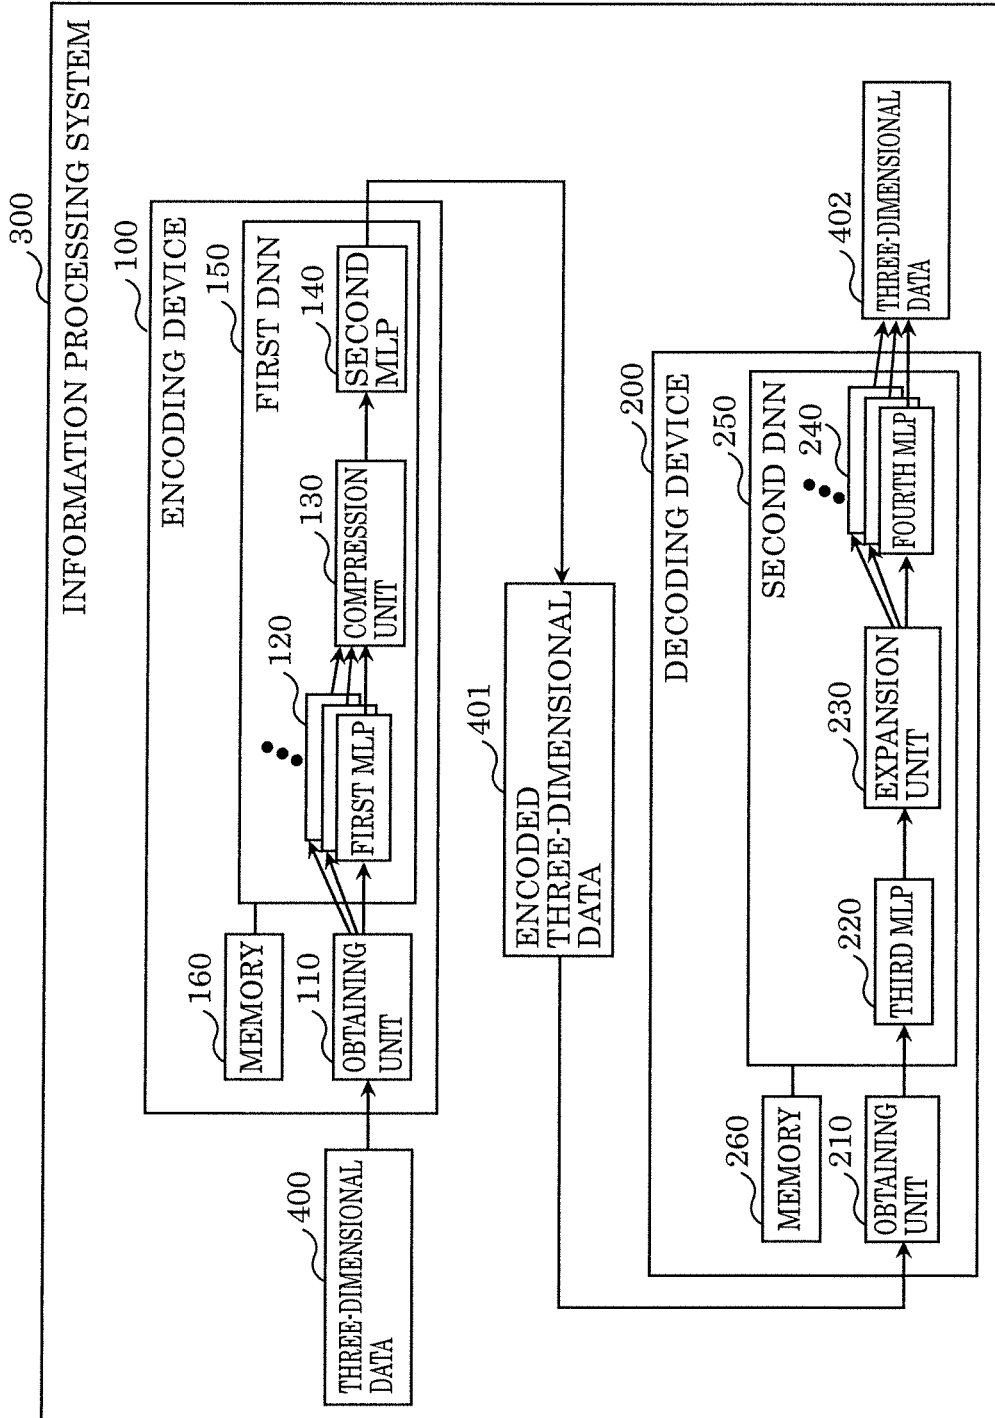 300
INFORMATION PROCESSING SYSTEM
100
ENCODING DEVICE
150
FIRST DNN
160
MEMORY
110
OBTAINING
UNIT
120
FIRST MLP
130
COMPRESSION
UNIT
140
SECOND
MLP
400
THREE-DIMENSIONAL
DATA
401
ENCODED
THREE-DIMENSIONAL
DATA
200
DECODING DEVICE
250
SECOND DNN
260
MEMORY
210
OBTAINING
UNIT
220
THIRD MLP
230
EXPANSION
UNIT
240
FOURTH MLP
402
THREE-DIMENSIONAL
DATA